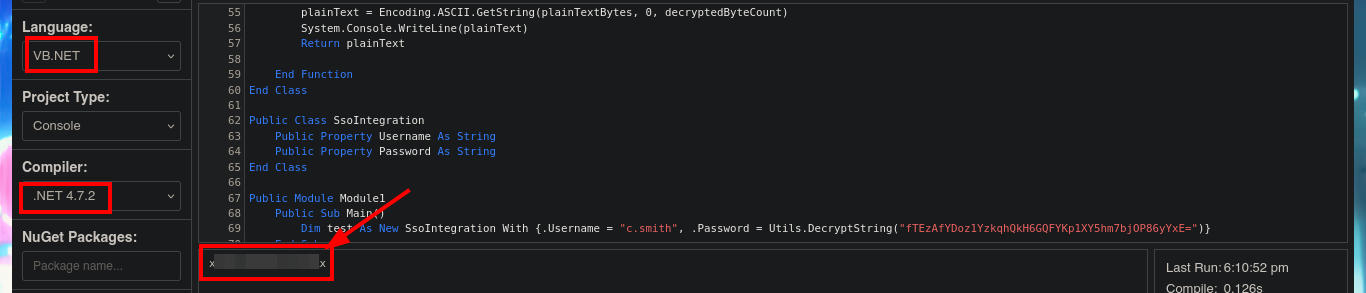 Language:
VB.NET
Project Type:
Console
Compiler:
.NET 4.7.2
NuGet Packages:
Package name...
55 plainText = Encoding.ASCII.GetString(plainTextBytes, 0, decryptedByteCount)
56 System.Console.WriteLine(plainText)
57 Return plainText
58
59 End Function
60 End Class
61
62 Public Class SsoIntegration
63 Public Property Username As String
64 Public Property Password As String
65 End Class
66
67 Public Module Module1
68 Public Sub Main()
69 Dim test As New SsoIntegration With {.Username = "c.smith", .Password = Utils.DecryptString("fTEzAfYDoz1YzkqhQkH6GQFYKp1XY5hm7bjOP86yYxE=")}
x x
Last Run: 6:10:52 pm
Compile: 0.126s